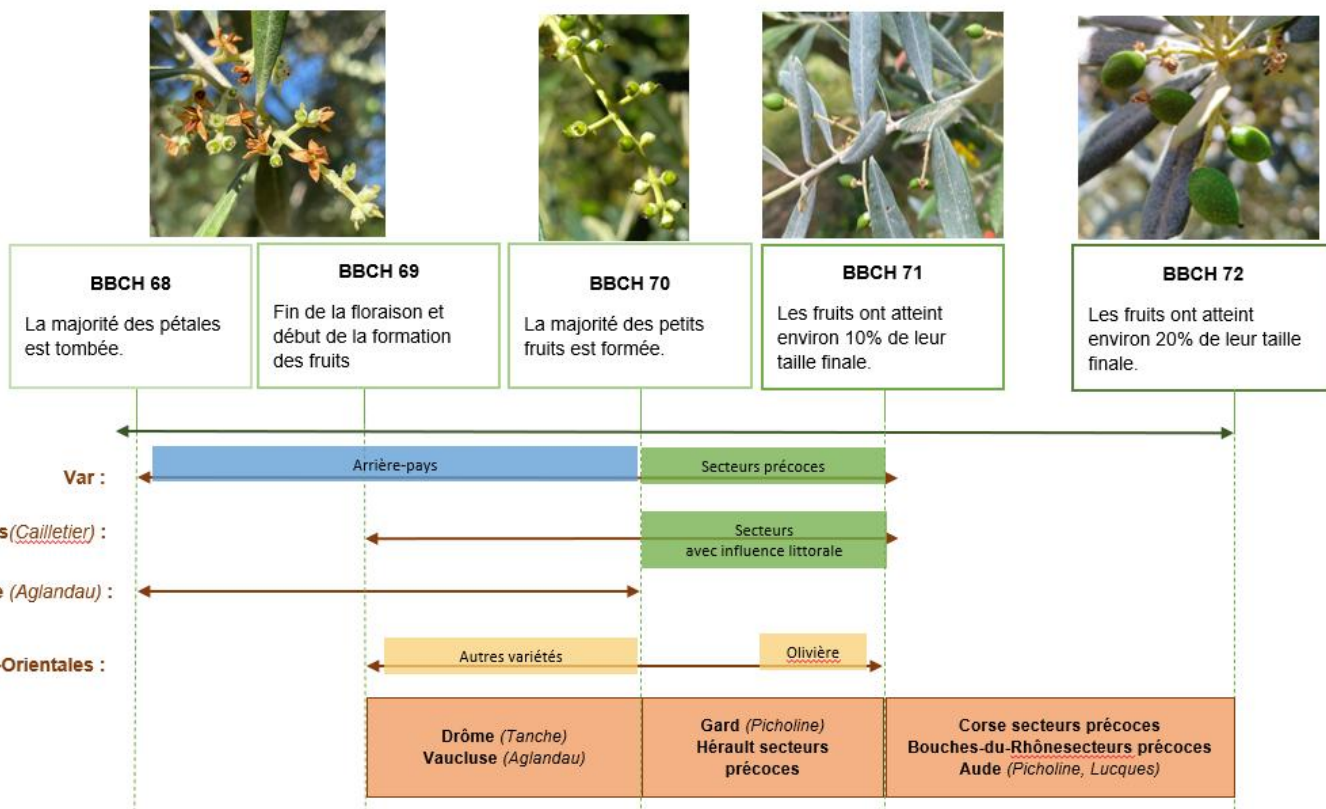 BBCH 68
La majorité des pétales
est tombée.
BBCH 69
Fin de la floraison et
début de la formation
des fruits
BBCH 70
La majorité des petits
fruits est formée.
BBCH 71
Les fruits ont atteint
environ 10% de leur
taille finale.
BBCH 72
Les fruits ont atteint
environ 20% de leur taille
finale.
Var :
Arrière-pays
Secteurs précoces
s(Cailletier) :
Secteurs
avec influence littorale
e (Aglandau) :
-Orientales :
Autres variétés
Olivière
Drôme (Tanche)
Vaucluse (Aglandau)
Gard (Picholine)
Hérault secteurs
précoces
Corse secteurs précoces
Bouches-du-Rhônesecteurs précoces
Aude (Picholine, Lucques)